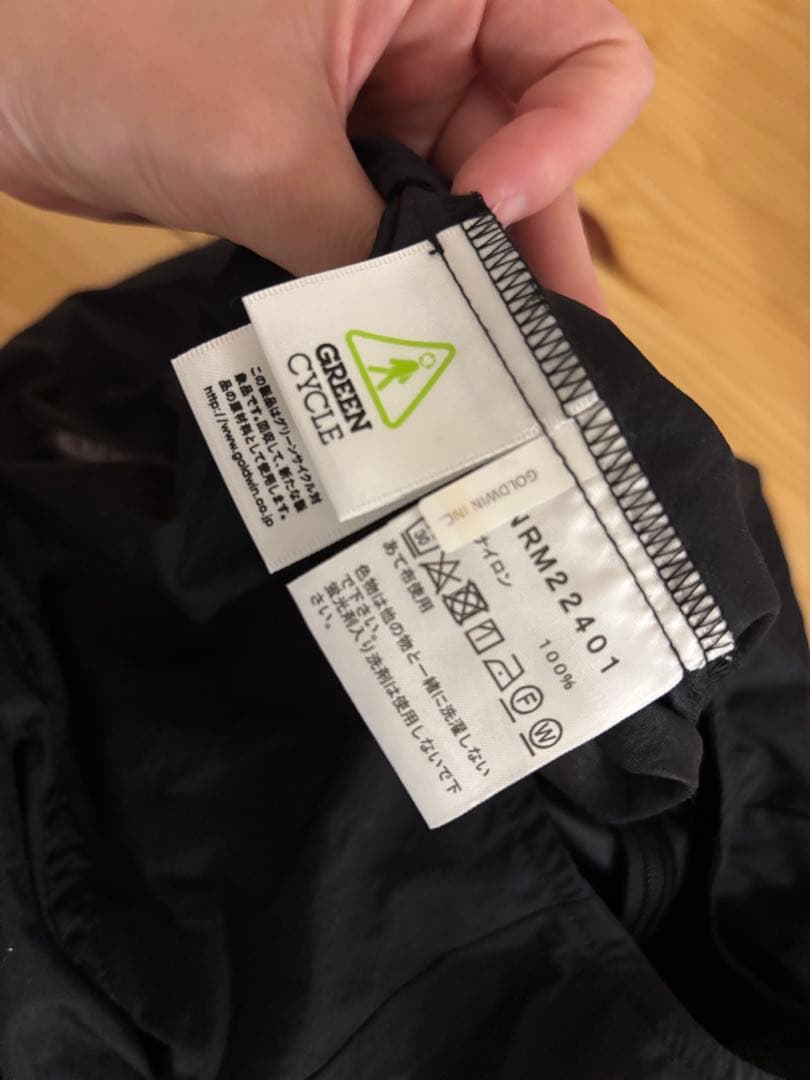 GREEN
CYCLE
この製品はグリーンサイクル対
象品です。回収して、新たな製
品の原材料として使用します。
http://www.goldwin.co.jp
GOLDWIN INC.
NRM22401
ナイロン 100%
30
F
W
あて布使用
色物は他の物と一緒に洗濯しない
で下さい。
蛍光剤入り洗剤は使用しないで下
さい。